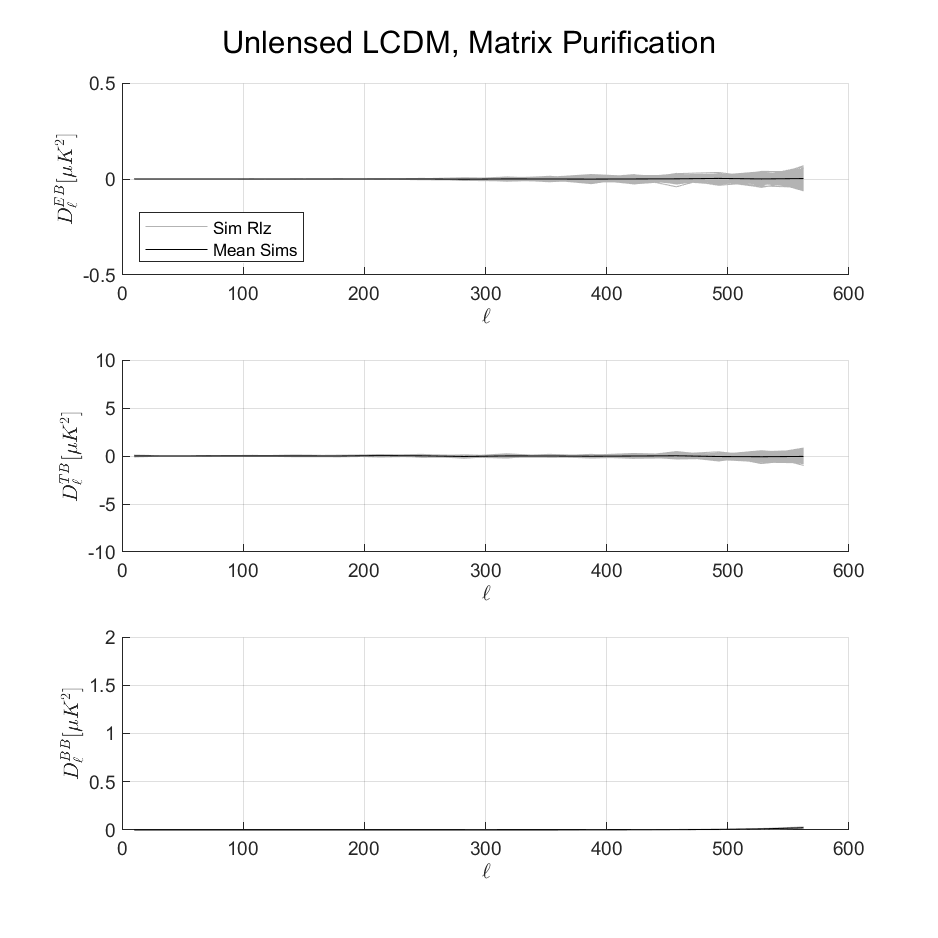 Unlensed LCDM, Matrix Purification
0.5
0
-0.5
D_ℓ^{EB}[μK^2]
Sim Rlz
Mean Sims
0 100 200 300 400 500 600
ℓ
10
5
0
-5
-10
D_ℓ^{TB}[μK^2]
0 100 200 300 400 500 600
ℓ
2
1.5
1
0.5
0
D_ℓ^{BB}[μK^2]
0 100 200 300 400 500 600
ℓ